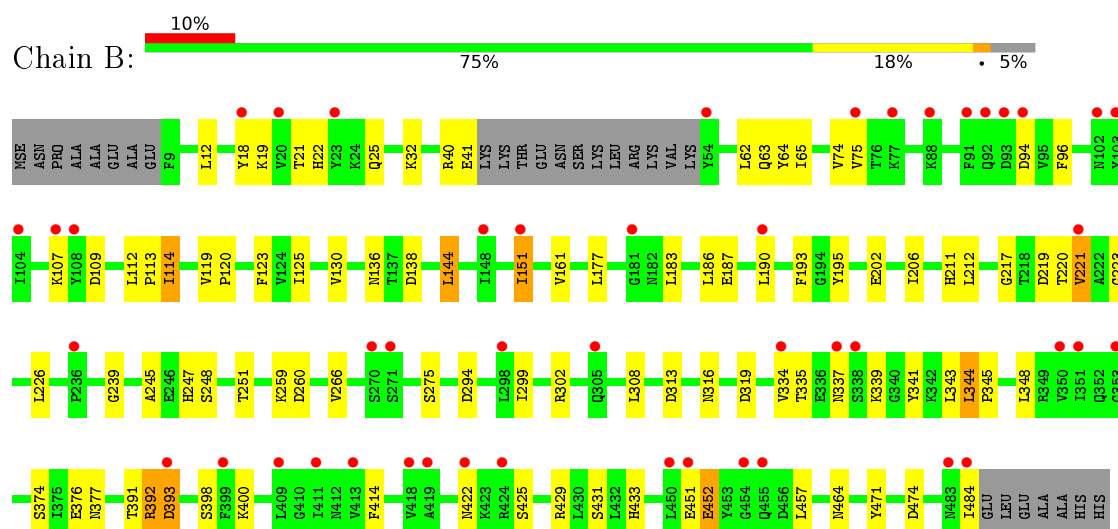 10%
Chain B:
75% 18% • 5%
MSE ASN PRO ALA ALA GLU ALA GLU F9 L12 Y18 K19 V20 T21 H22 Y23 K24 Q25 K32 R40 E41 LYS LYS THR GLU ASN SER LYS LEU ARG LYS VAL LYS Y54 L62 Q63 Y64 I65 V74 V75 T76 K77 K88 F91 Q92 D93 D94 V95 F96 N102 Y103
I104 K107 Y108 D109 L112 P113 I114 V119 P120 F123 V124 I125 V130 N136 T137 D138 L144 I148 I151 V161 L177 G181 N182 L183 L186 E187 L190 F193 G194 Y195 E202 I206 H211 L212 G217 T218 D219 T220 V221 A222
L226 P236 G239 A245 E246 H247 S248 T251 K259 D260 V266 S270 S271 S275 D294 L298 I299 R302 Q305 L308 D313 N316 D319 V334 T335 E336 N337 S338 K339 G340 Y341 K342 L343 L344 P345 L348 R349 V350 I351 Q352
S374 I375 E376 N377 T391 R392 D393 S398 F399 K400 L409 G410 I411 N412 V413 F414 V418 A419 N422 K423 R424 S425 R429 L430 S431 L432 H433 L450 E451 E452 Y453 G454 Q455 D456 L457 N464 Y471 D474 N483 I484 GLU LEU GLU ALA ALA HIS HIS